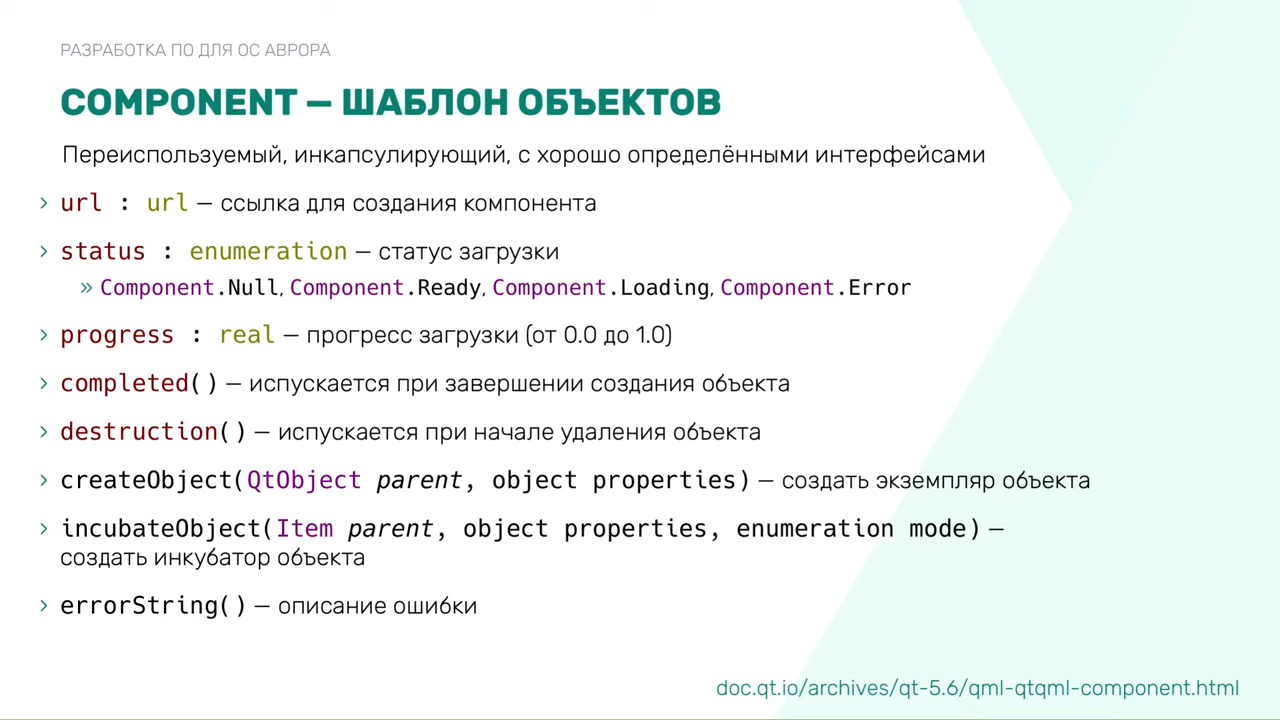 РАЗРАБОТКА ПО ДЛЯ ОС АВРОРА
COMPONENT — ШАБЛОН ОБЪЕКТОВ
Переиспользуемый, инкапсулирующий, с хорошо определёнными интерфейсами
› url : url — ссылка для создания компонента
› status : enumeration — статус загрузки
» Component.Null, Component.Ready, Component.Loading, Component.Error
› progress : real — прогресс загрузки (от 0.0 до 1.0)
› completed() — испускается при завершении создания объекта
› destruction() — испускается при начале удаления объекта
› createObject(QtObject parent, object properties) — создать экземпляр объекта
› incubateObject(Item parent, object properties, enumeration mode) —
создать инкубатор объекта
› errorString() — описание ошибки
doc.qt.io/archives/qt-5.6/qml-qtqml-component.html